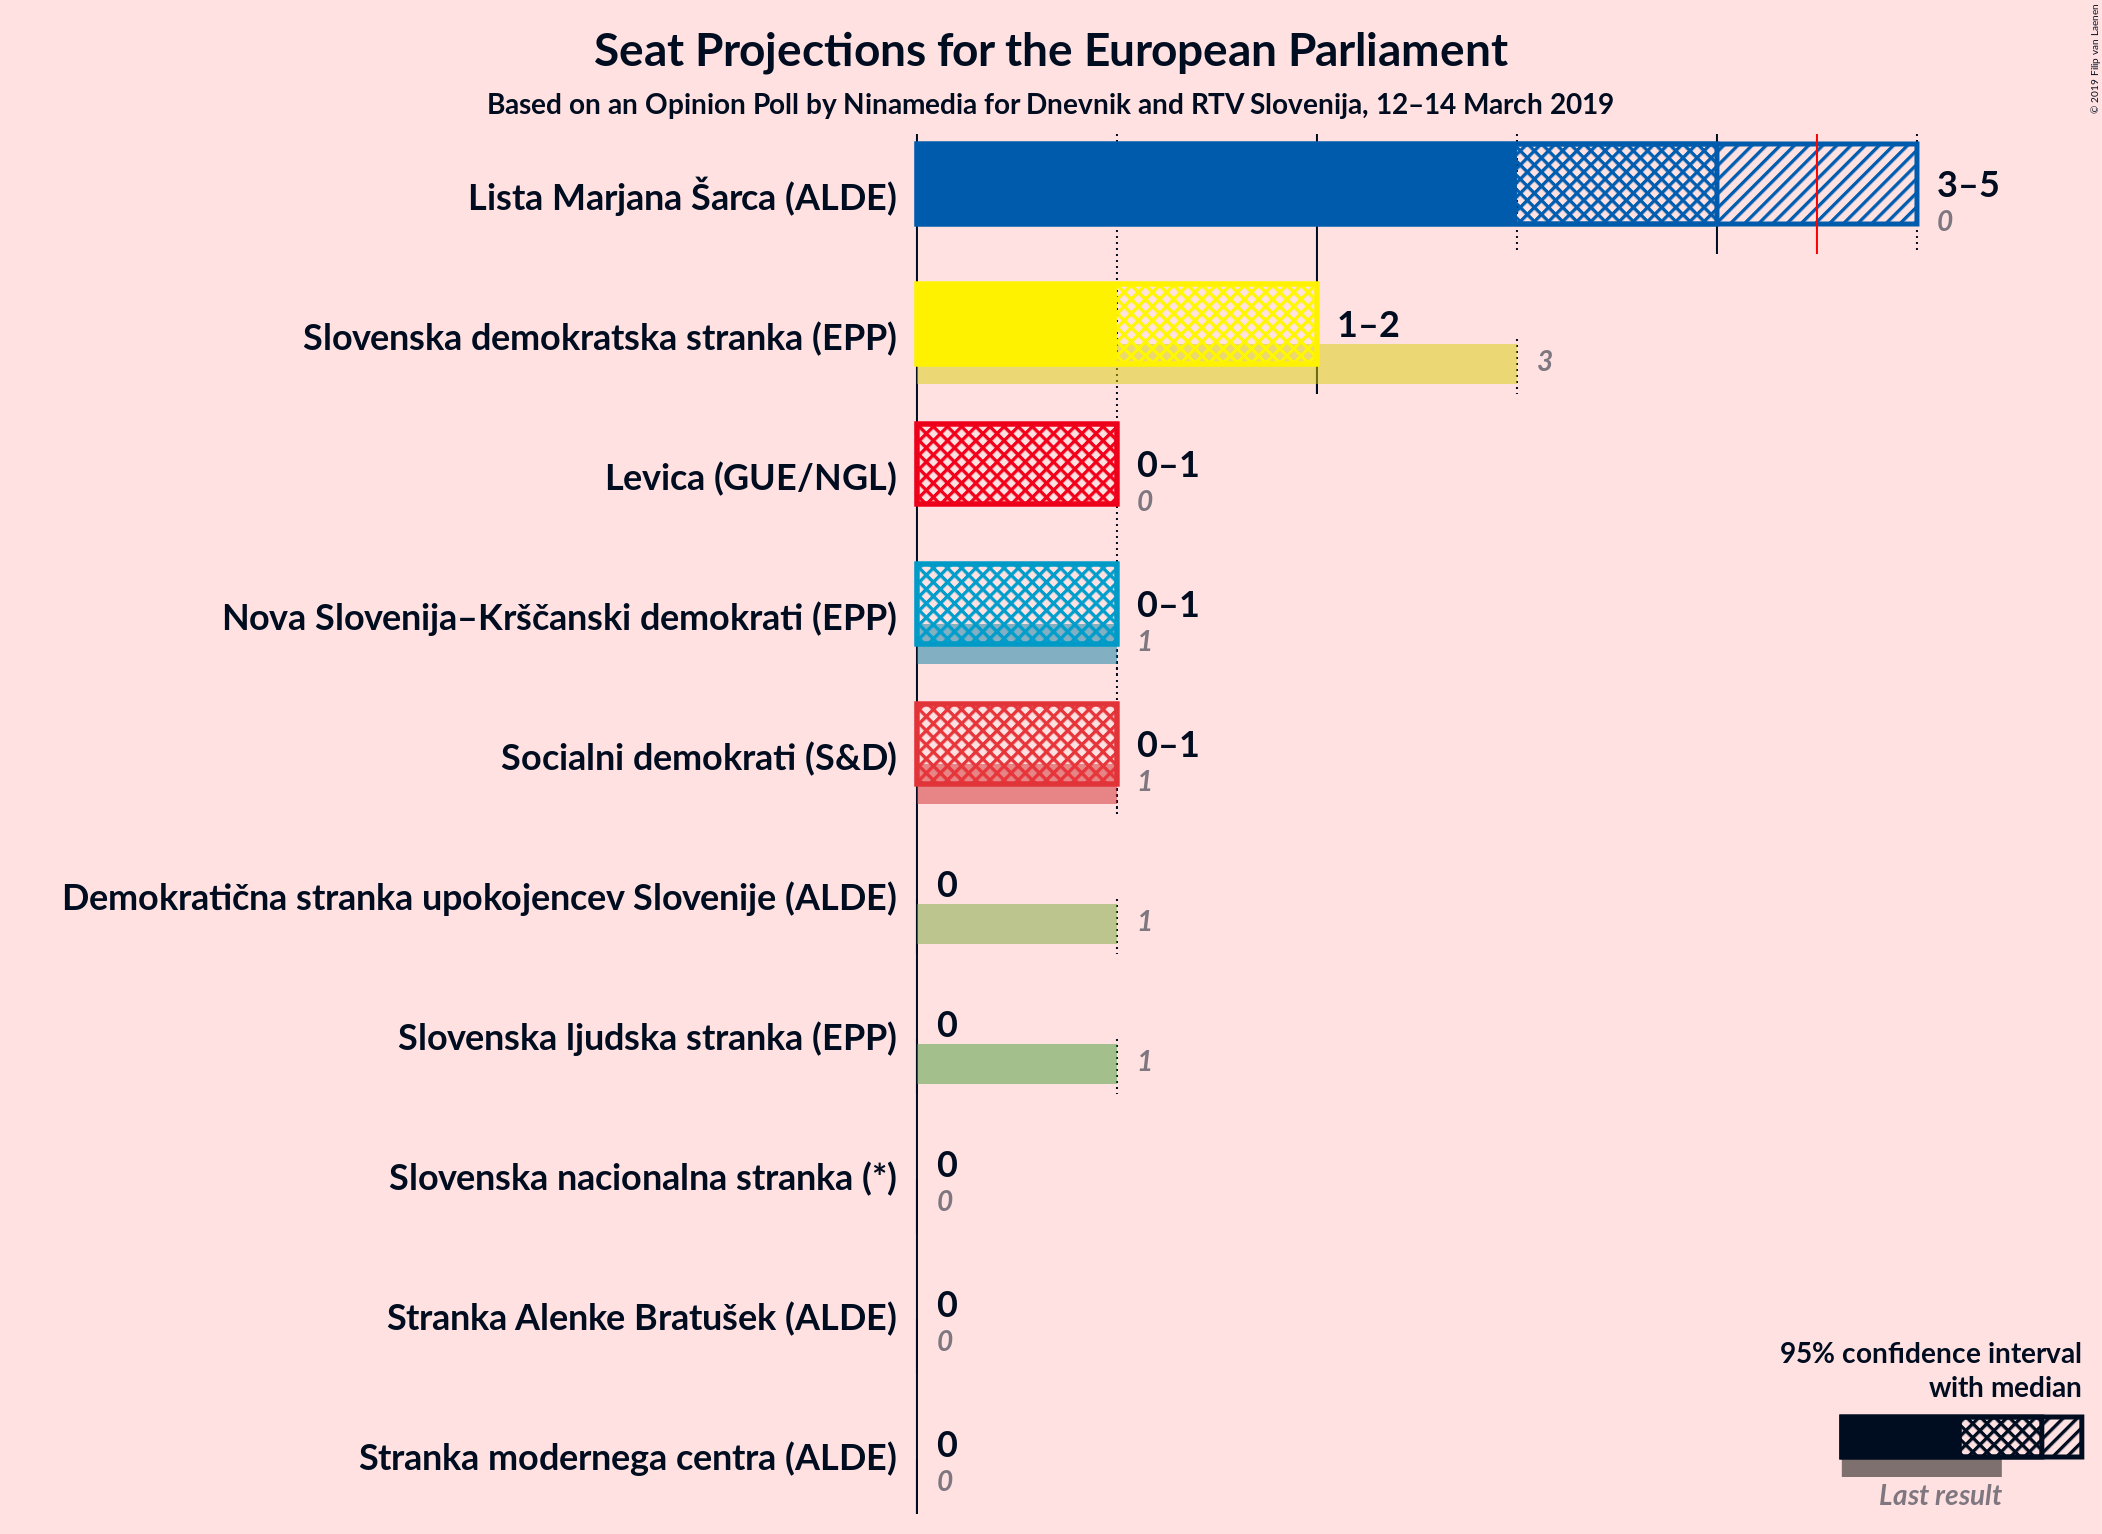 Seat Projections for the European Parliament
Based on an Opinion Poll by Ninamedia for Dnevnik and RTV Slovenija, 12–14 March 2019
© 2019 Filip van Laenen
Lista Marjana Šarca (ALDE)
3–5
0
Slovenska demokratska stranka (EPP)
1–2
3
Levica (GUE/NGL)
0–1
0
Nova Slovenija–Krščanski demokrati (EPP)
0–1
1
Socialni demokrati (S&D)
0–1
1
Demokratična stranka upokojencev Slovenije (ALDE)
0
1
Slovenska ljudska stranka (EPP)
0
1
Slovenska nacionalna stranka (*)
0
0
Stranka Alenke Bratušek (ALDE)
0
0
Stranka modernega centra (ALDE)
0
0
95% confidence interval
with median
Last result